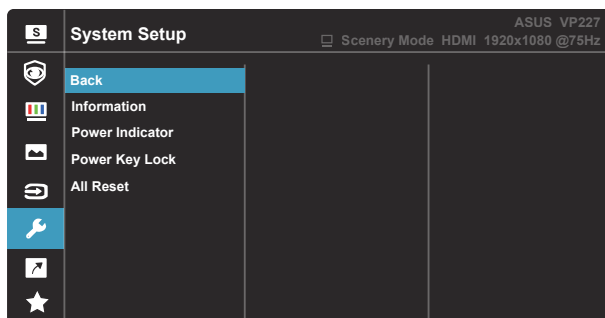 S
System Setup
ASUS VP227
Scenery Mode HDMI 1920x1080 @75Hz
Back
Information
Power Indicator
Power Key Lock
All Reset